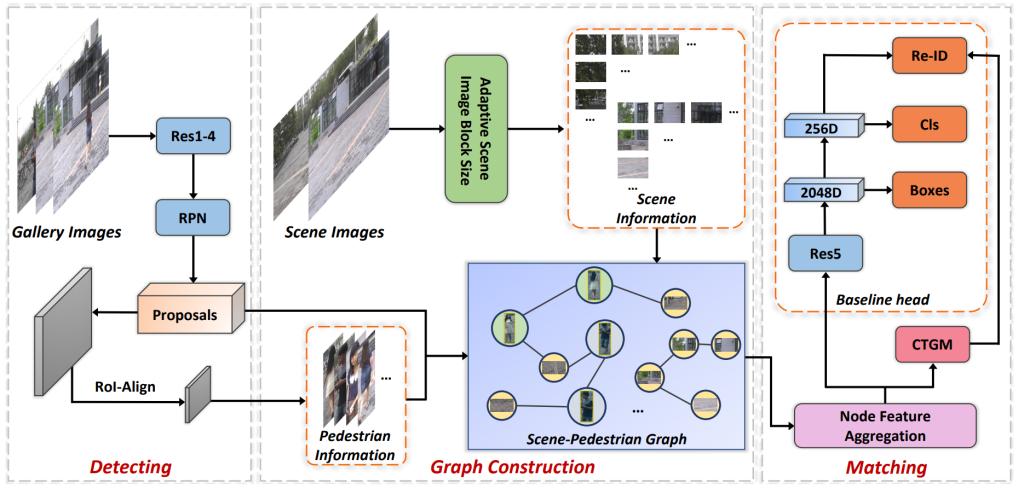 Gallery Images
Res1-4
RPN
Proposals
RoI-Align
Detecting
Scene Images
Adaptive Scene
Image Block Size
...
...
...
...
...
...
Scene
Information
Pedestrian
Information
...
...
Scene-Pedestrian Graph
Graph Construction
Re-ID
256D
Cls
2048D
Boxes
Res5
Baseline head
CTGM
Node Feature
Aggregation
Matching